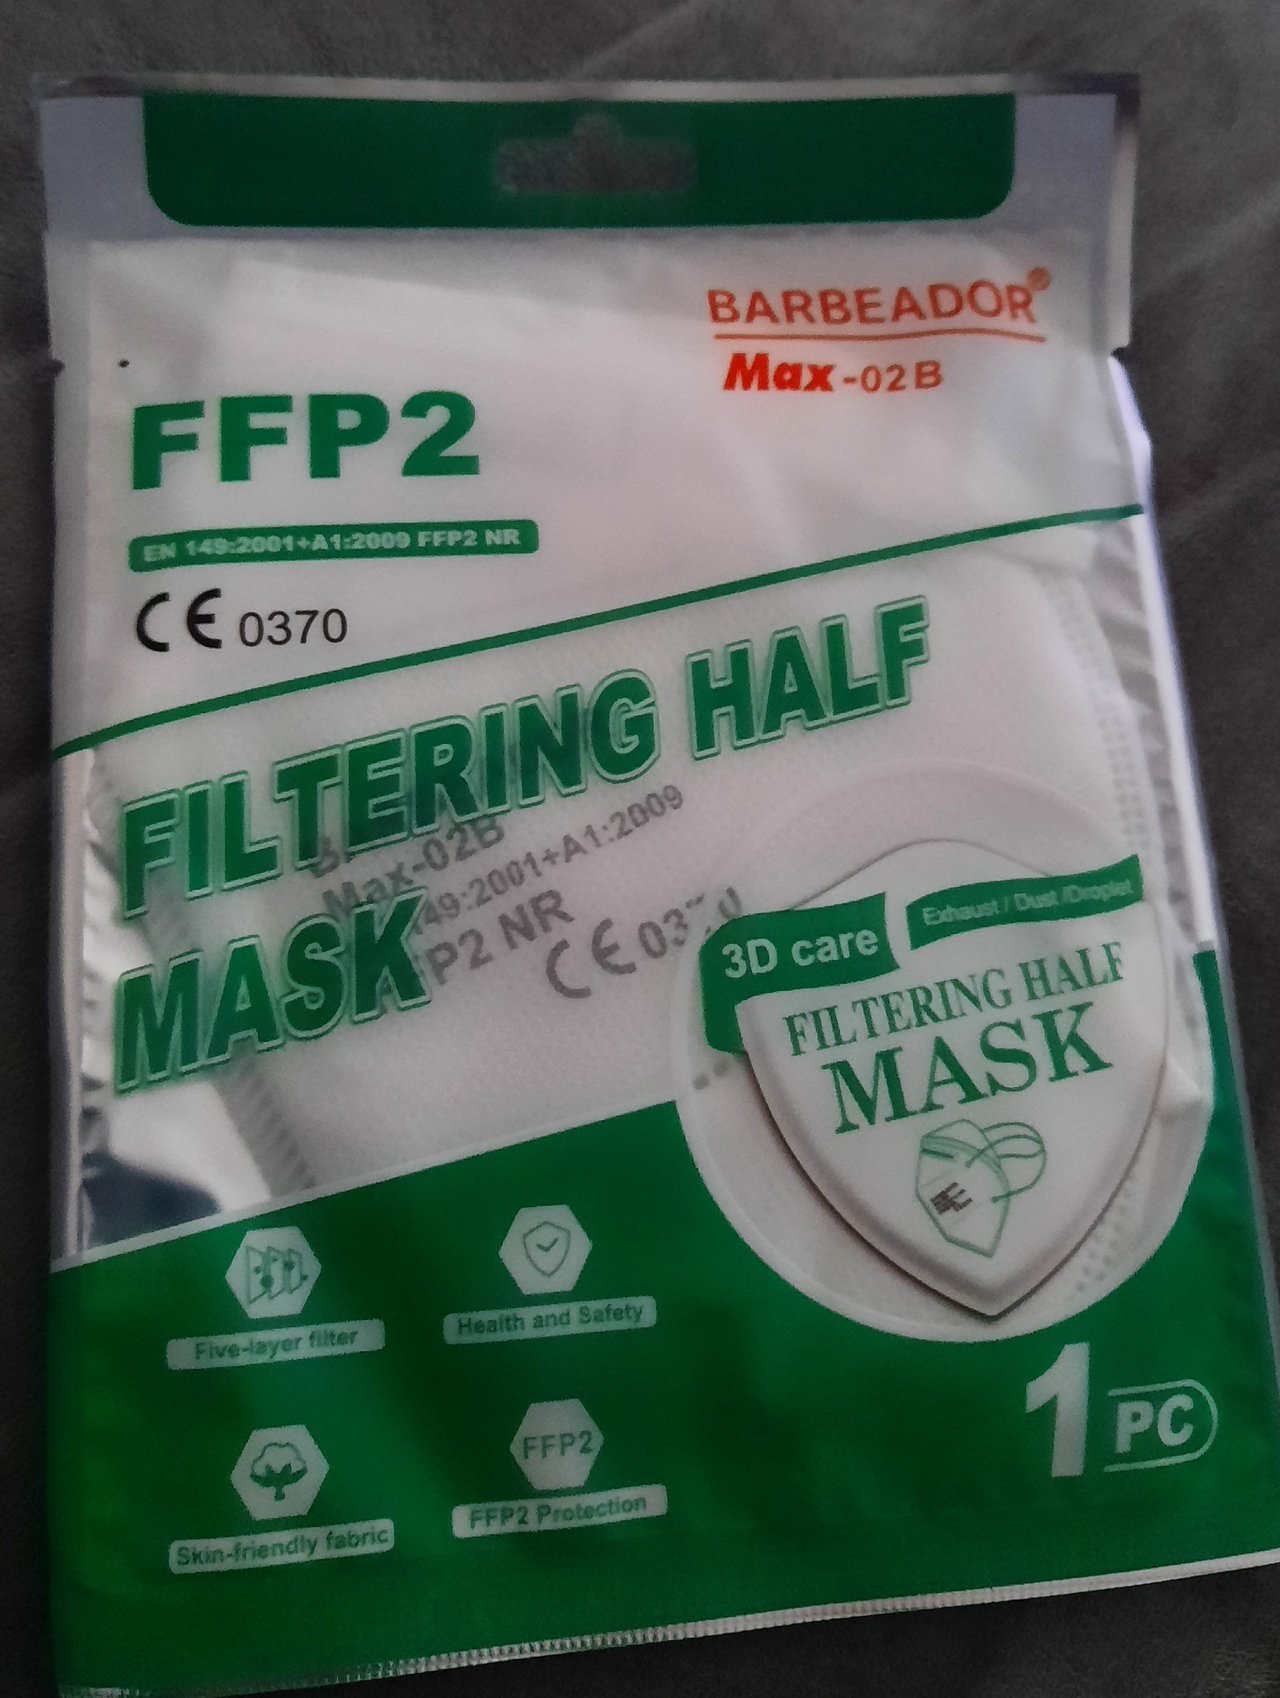 BARBEADOR®
Max-02B
FFP2
EN 149:2001+A1:2009 FFP2 NR
CE 0370
FILTERING HALF
MASK
Max-02B
149:2001+A1:2009
P2 NR
CE
3D care
Exhaust / Dust /Droplet
FILTERING HALF
MASK
Five-layer filter
Health and Safety
Skin-friendly fabric
FFP2
FFP2 Protection
1 PC